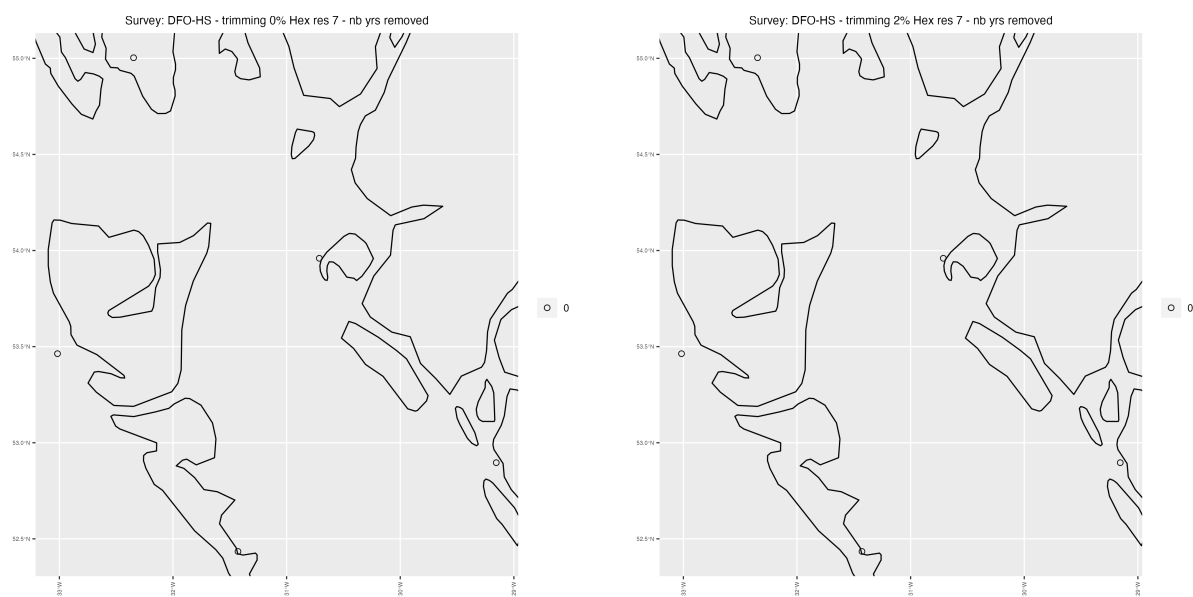 Survey: DFO-HS - trimming 0% Hex res 7 - nb yrs removed
55.0°N
54.5°N
54.0°N
53.5°N
53.0°N
52.5°N
33°W
32°W
31°W
30°W
29°W
0
Survey: DFO-HS - trimming 2% Hex res 7 - nb yrs removed
55.0°N
54.5°N
54.0°N
53.5°N
53.0°N
52.5°N
33°W
32°W
31°W
30°W
29°W
0